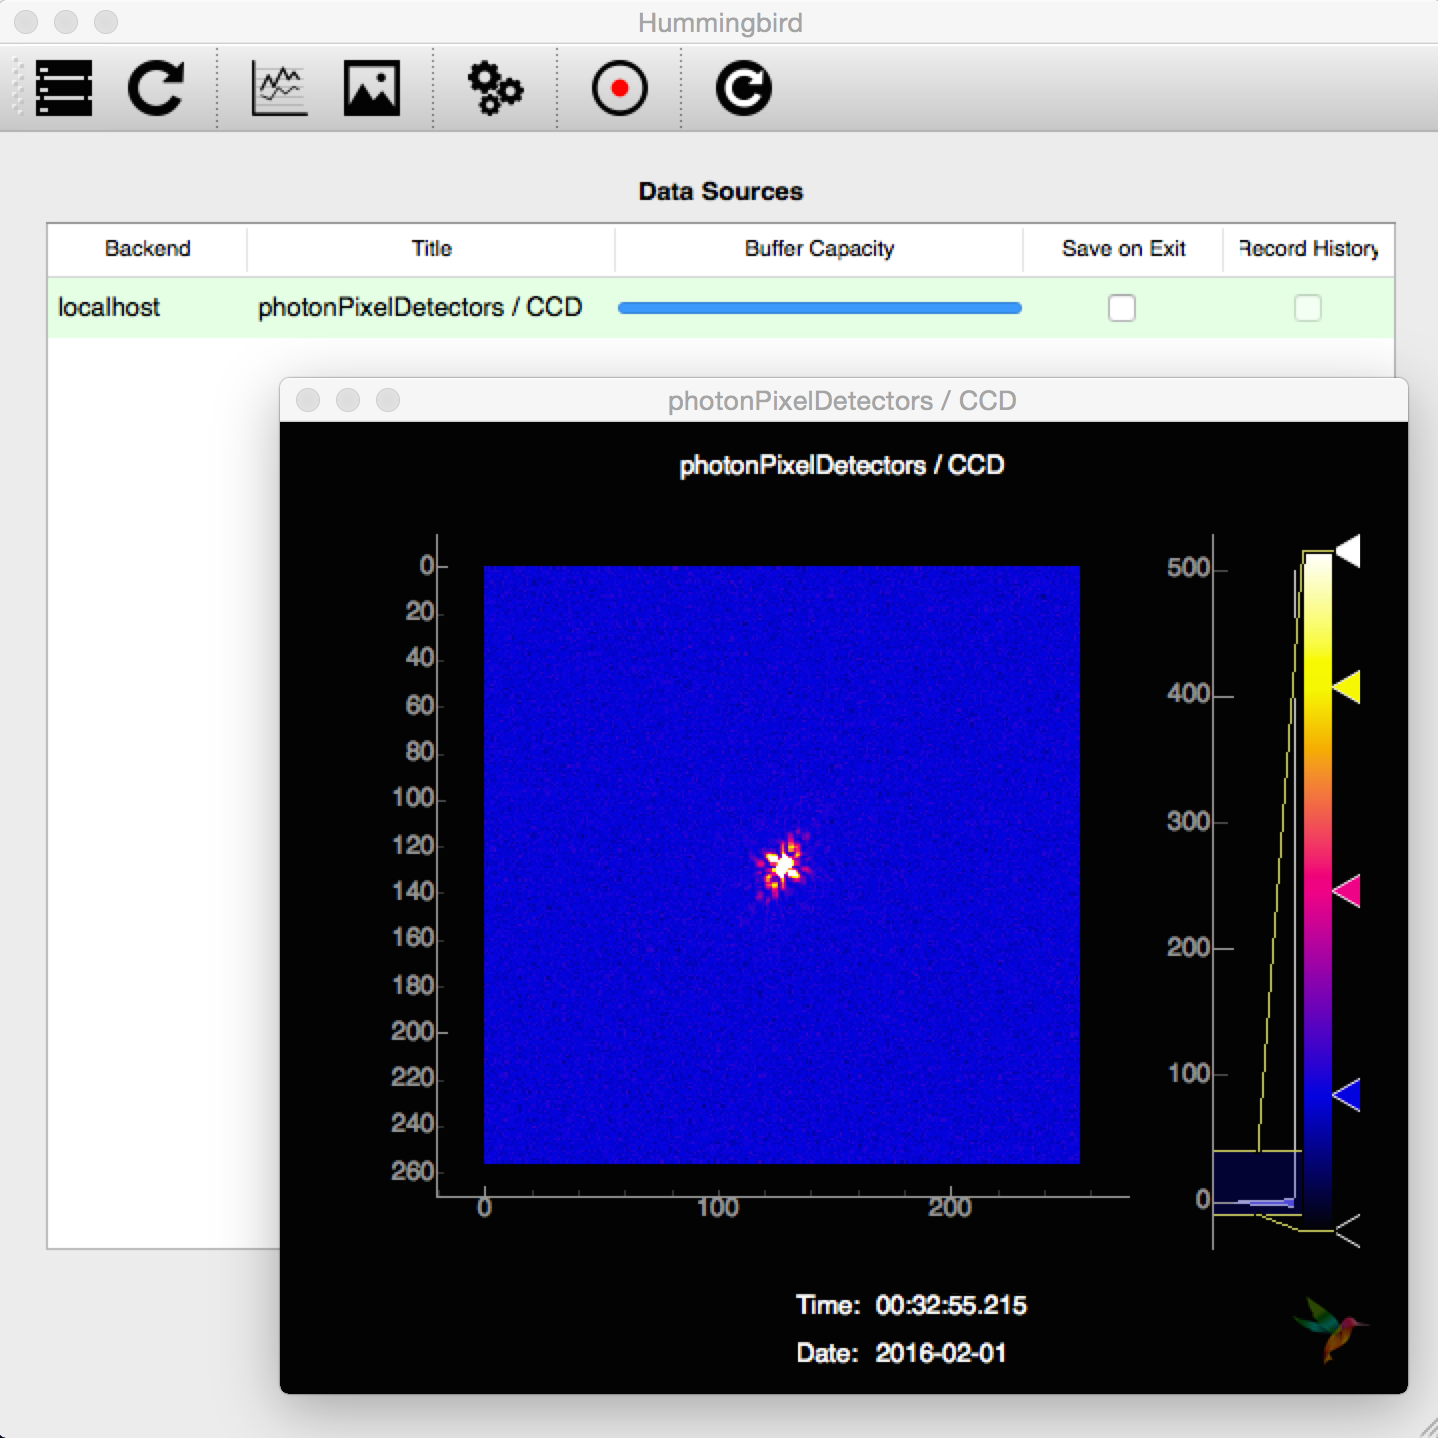 Hummingbird
Data Sources
Backend Title Buffer Capacity Save on Exit Record History
localhost photonPixelDetectors / CCD
photonPixelDetectors / CCD
photonPixelDetectors / CCD
0
20
40
60
80
100
120
140
160
180
200
220
240
260
0 100 200
500
400
300
200
100
0
Time: 00:32:55.215
Date: 2016-02-01